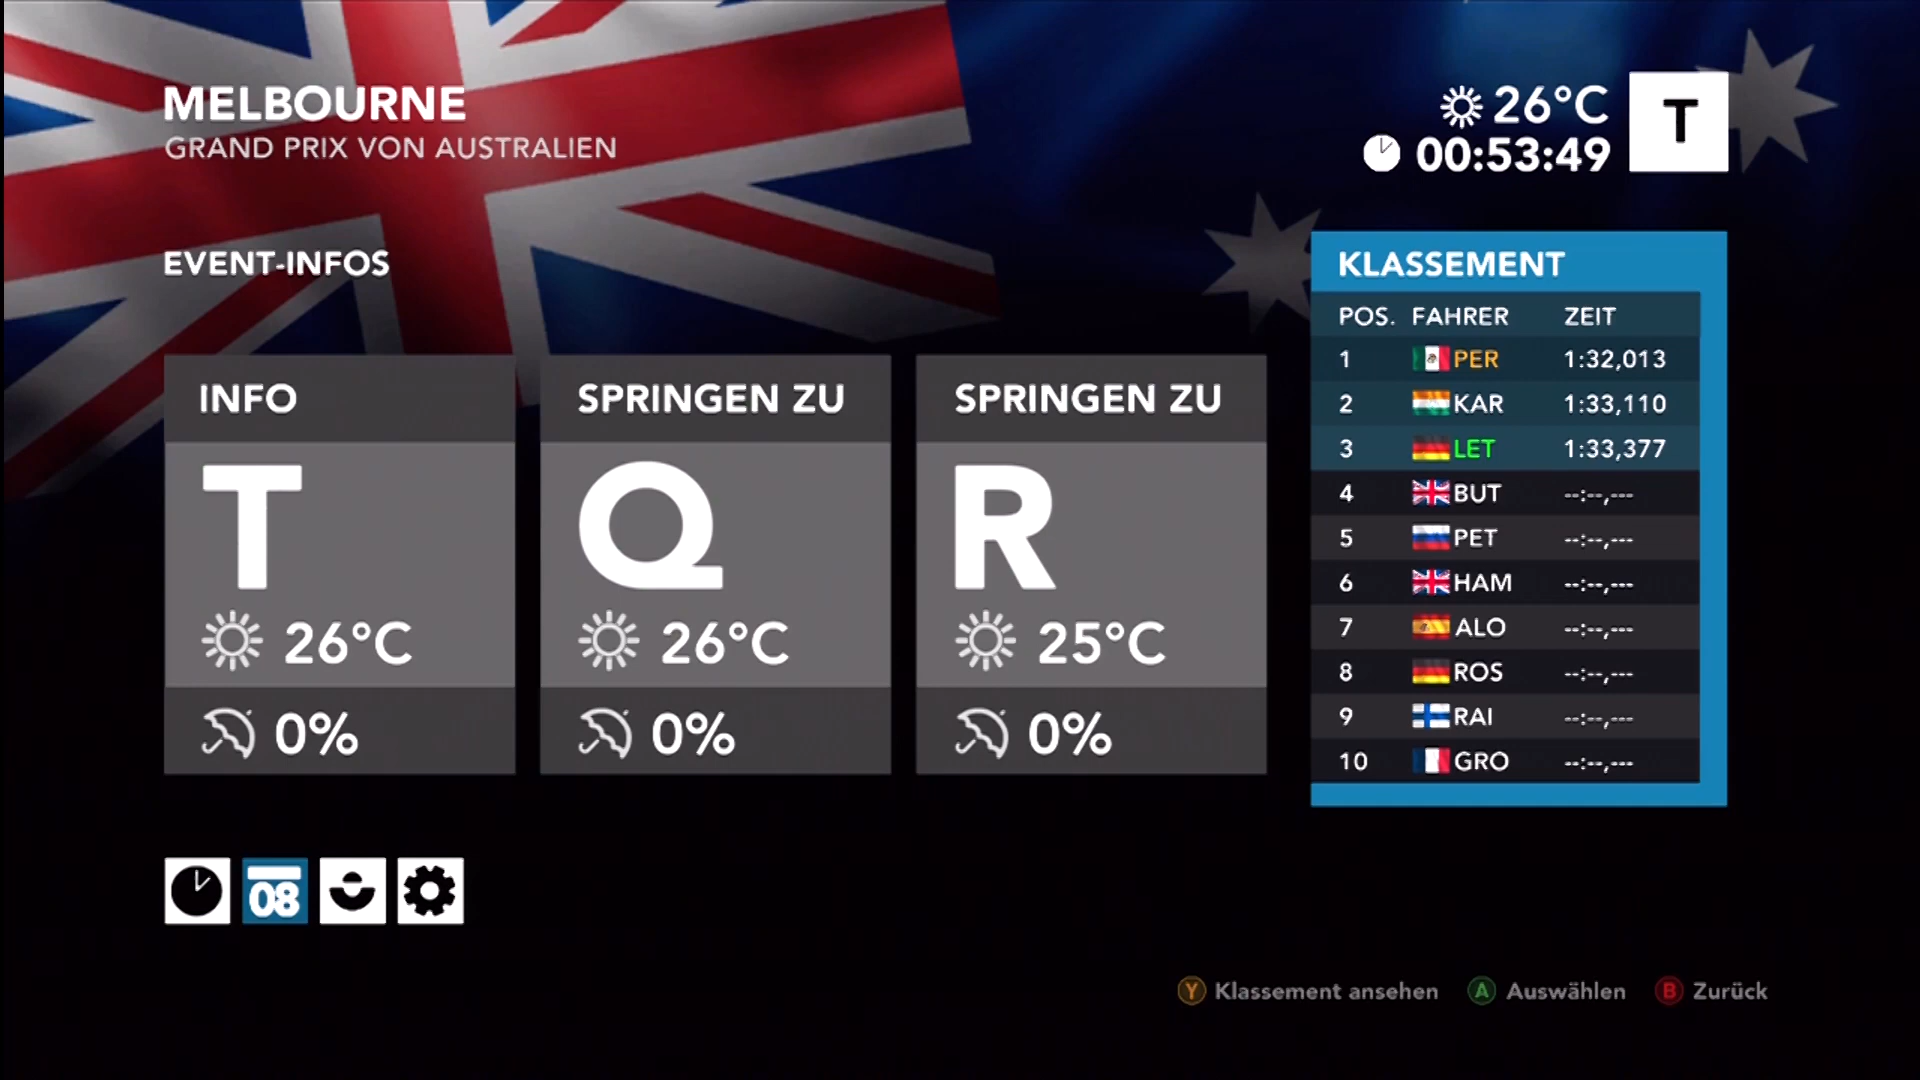 MELBOURNE
GRAND PRIX VON AUSTRALIEN
26°C
00:53:49
T
EVENT-INFOS
INFO
T
26°C
0%
SPRINGEN ZU
Q
26°C
0%
SPRINGEN ZU
R
25°C
0%
KLASSEMENT
POS. FAHRER ZEIT
1 PER 1:32,013
2 KAR 1:33,110
3 LET 1:33,377
4 BUT --:--,---
5 PET --:--,---
6 HAM --:--,---
7 ALO --:--,---
8 ROS --:--,---
9 RAI --:--,---
10 GRO --:--,---
08
Y Klassement ansehen A Auswählen B Zurück